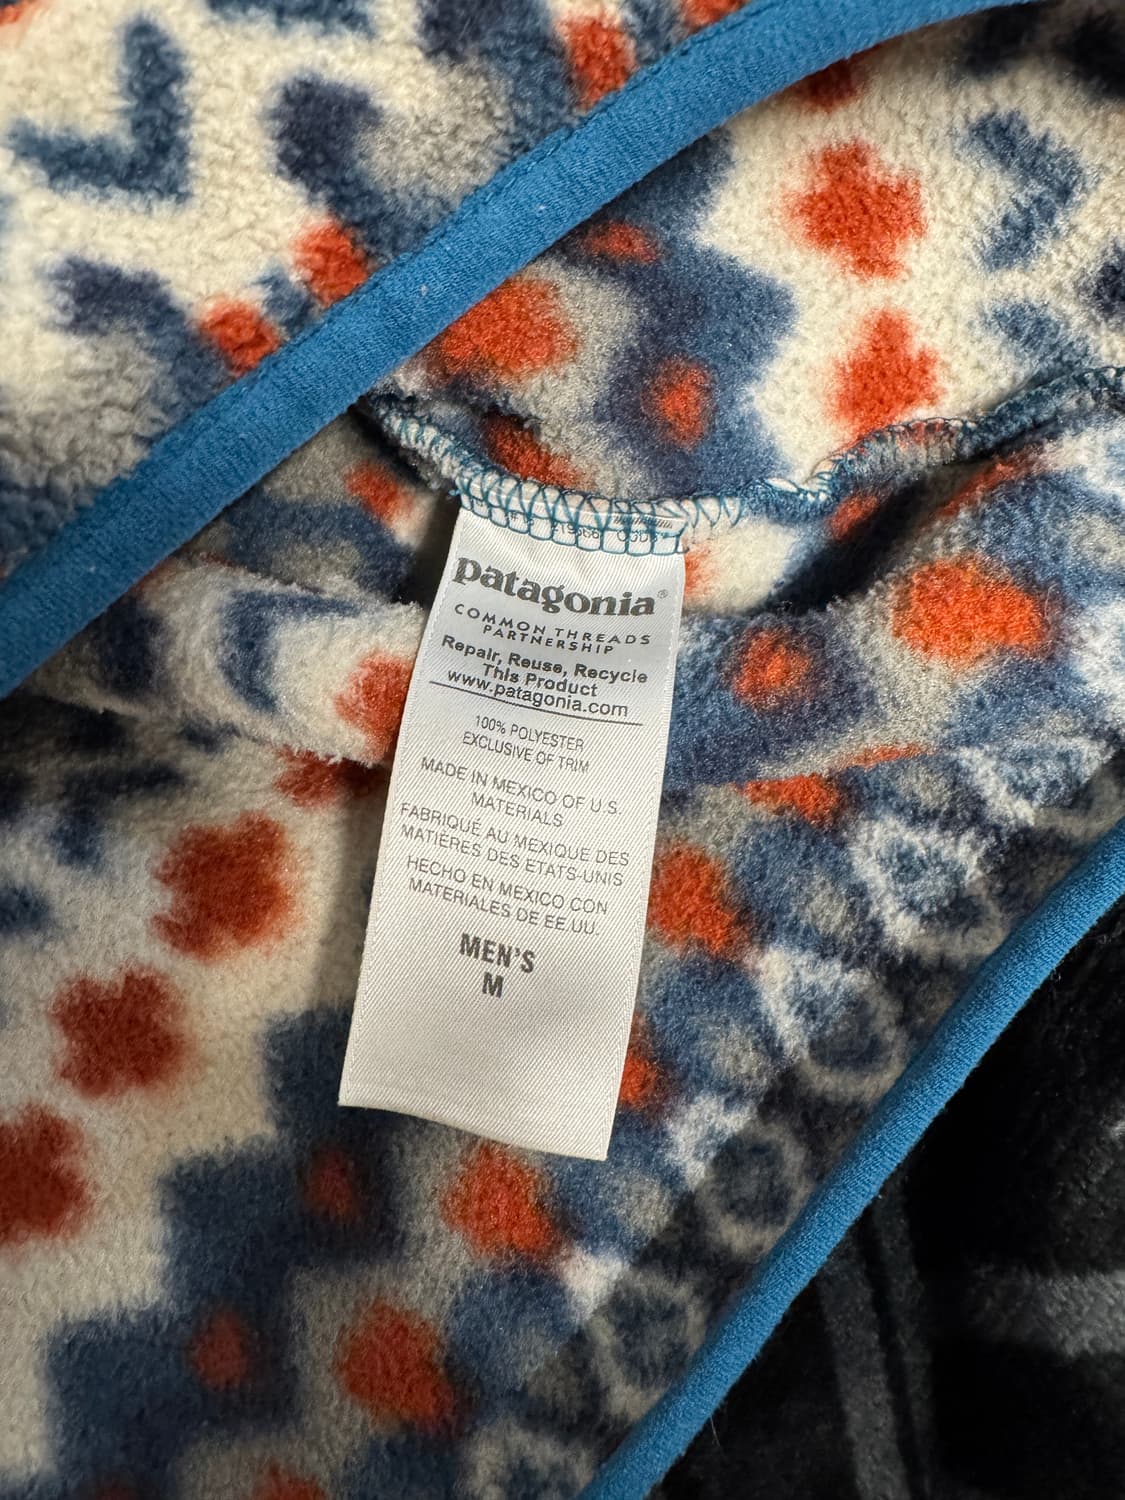 patagonia®
COMMON THREADS
PARTNERSHIP
Repair, Reuse, Recycle
This Product
www.patagonia.com
100% POLYESTER
EXCLUSIVE OF TRIM
MADE IN MEXICO OF U.S.
MATERIALS
FABRIQUÉ AU MEXIQUE DES
MATIÈRES DES ETATS-UNIS
HECHO EN MEXICO CON
MATERIALES DE EE.UU.
MEN'S
M